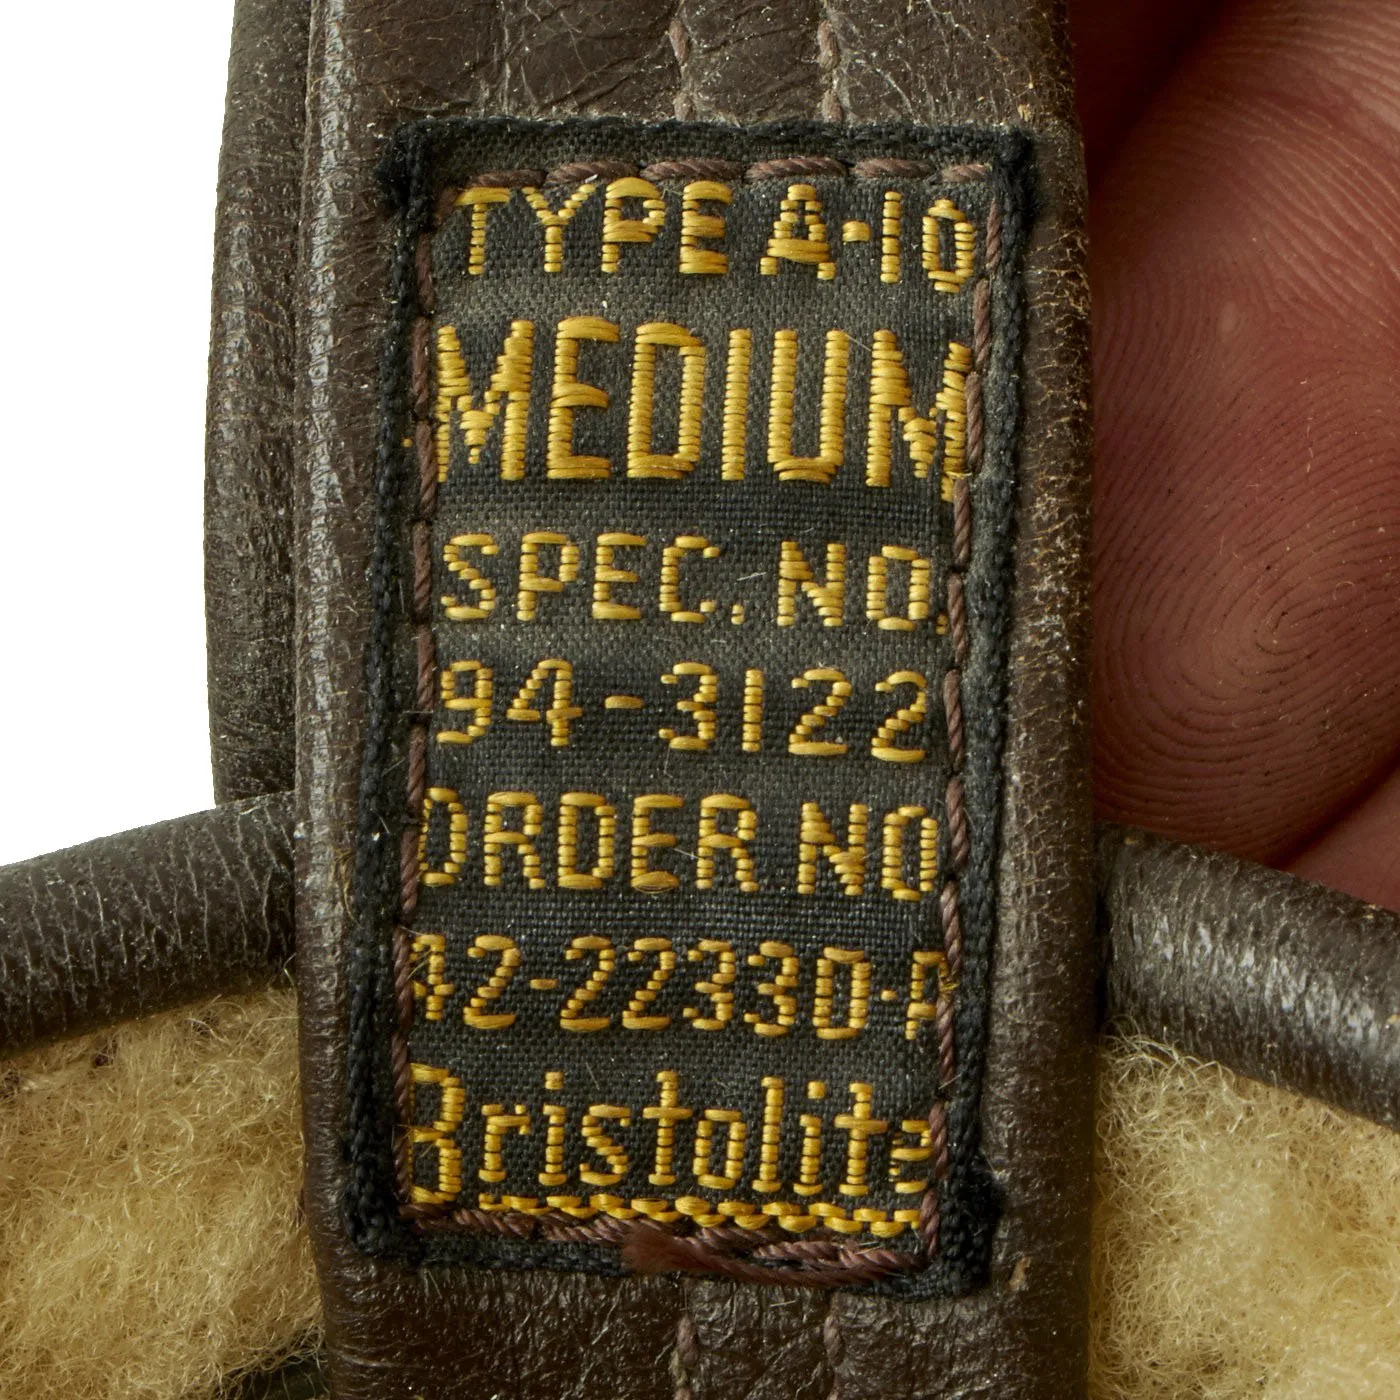 TYPE A-10
MEDIUM
SPEC. NO.
94-3122
ORDER NO
42-22330-P
Bristolite